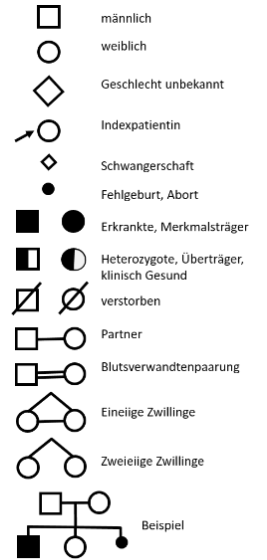 männlich
weiblich
Geschlecht unbekannt
Indexpatientin
Schwangerschaft
Fehlgeburt, Abort
Erkrankte, Merkmalsträger
Heterozygote, Überträger,
klinisch Gesund
verstorben
Partner
Blutsverwandtenpaarung
Eineiige Zwillinge
Zweieiige Zwillinge
Beispiel